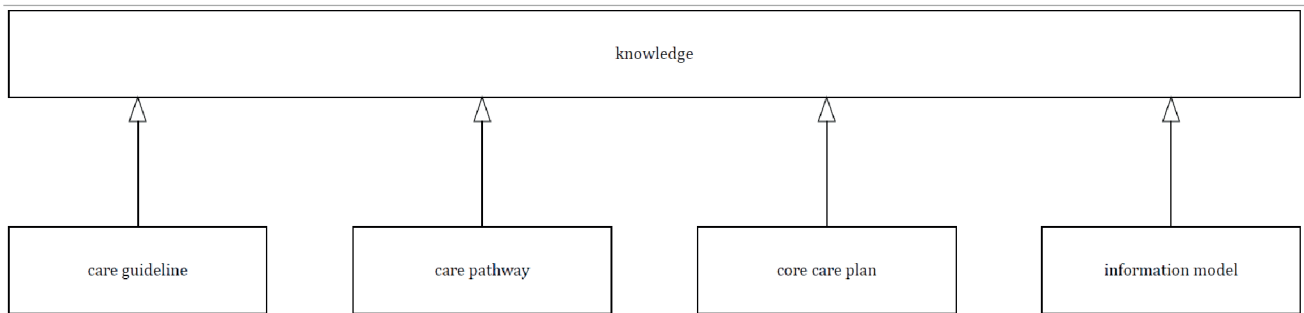 knowledge
care guideline
care pathway
core care plan
information model